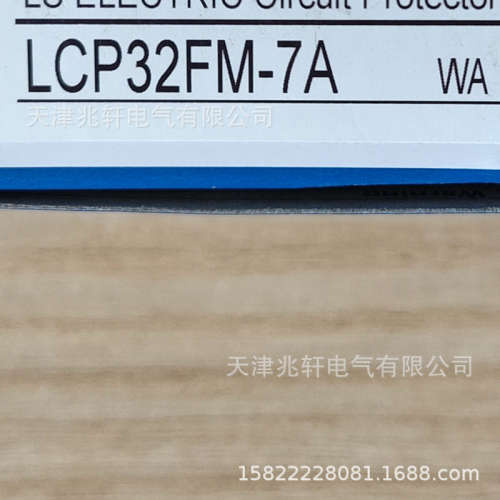 LS ELECTRIC Circuit Protector
LCP32FM-7A WA
天津兆轩电气有限公司
天津兆轩电气有限公司
15822228081.1688.com